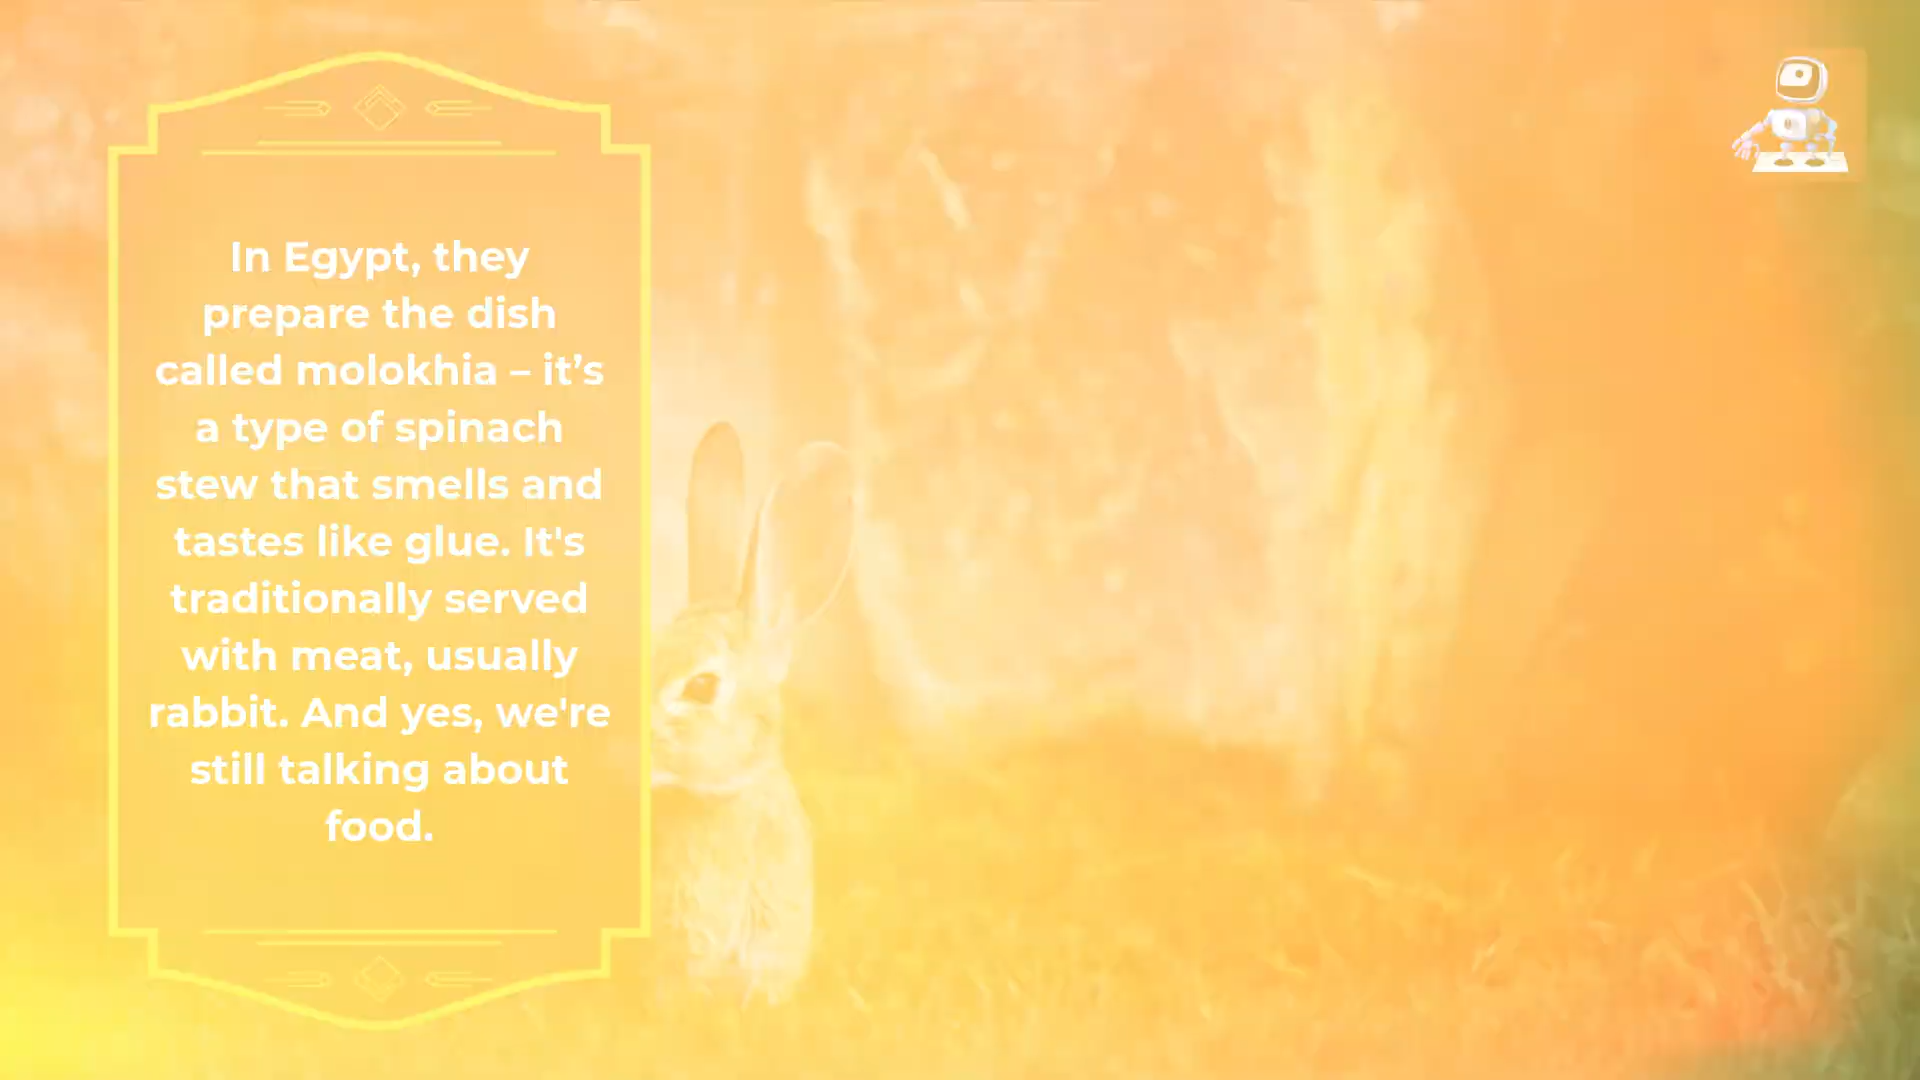 In Egypt, they
prepare the dish
called molokhia – it’s
a type of spinach
stew that smells and
tastes like glue. It's
traditionally served
with meat, usually
rabbit. And yes, we're
still talking about
food.